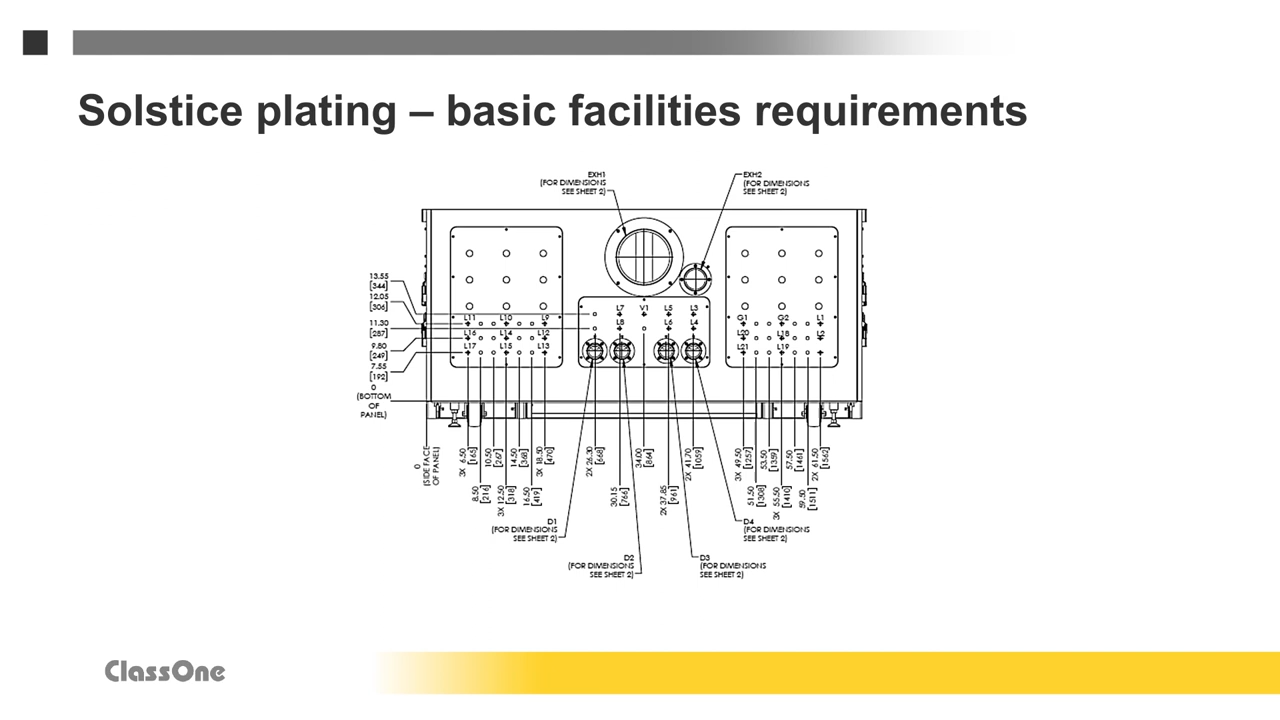 Solstice plating – basic facilities requirements
EXH1
(FOR DIMENSIONS
SEE SHEET 2)
EXH2
(FOR DIMENSIONS
SEE SHEET 2)
13.55
[344]
12.05
[306]
11.30
[287]
9.80
[249]
7.55
[192]
0
(BOTTOM
OF
PANEL)
L11 L10 L9
L16 L14 L12
L17 L15 L13
L7 V1 L5 L3
L8 L6 L4
G1 G2 L1
L20 L18 L2
L21 L19
0
(SIDE FACE
OF PANEL)
3X 6.50
[165]
8.50
[216]
10.50
[267]
3X 12.50
[318]
14.50
[368]
16.50
[419]
3X 18.50
[470]
2X 26.30
[668]
30.15
[766]
34.00
[864]
2X 37.85
[961]
2X 41.70
[1059]
3X 49.50
[1257]
51.50
[1308]
53.50
[1359]
3X 55.50
[1410]
57.50
[1461]
59.50
[1511]
2X 61.50
[1562]
D1
(FOR DIMENSIONS
SEE SHEET 2)
D4
(FOR DIMENSIONS
SEE SHEET 2)
D2
(FOR DIMENSIONS
SEE SHEET 2)
D3
(FOR DIMENSIONS
SEE SHEET 2)
ClassOne